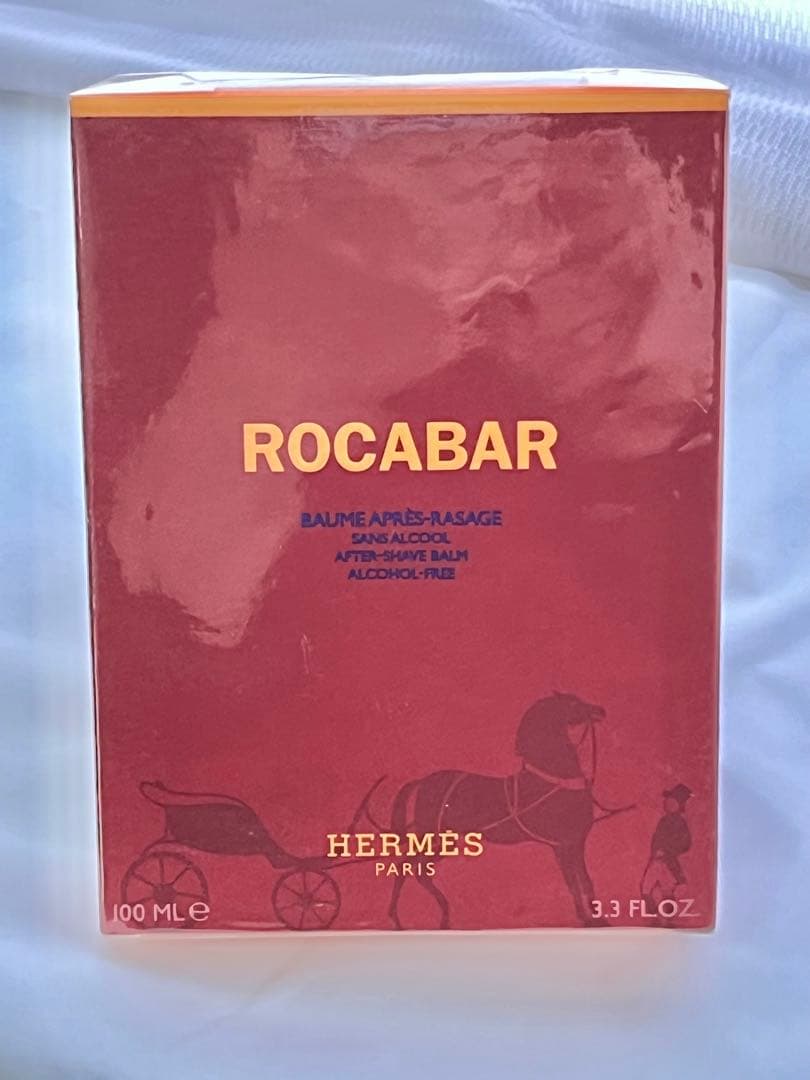 ROCABAR
BAUME APRÈS-RASAGE
SANS ALCOOL
AFTER-SHAVE BALM
ALCOHOL-FREE
HERMÈS
PARIS
100 ML e
3.3 FL.OZ